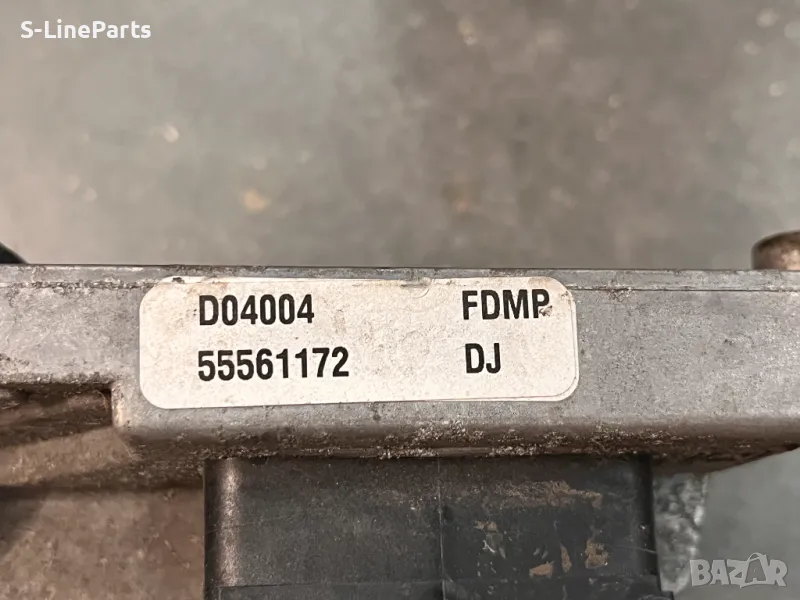 S-LineParts
D04004 FDMP
55561172 DJ
BAZAR